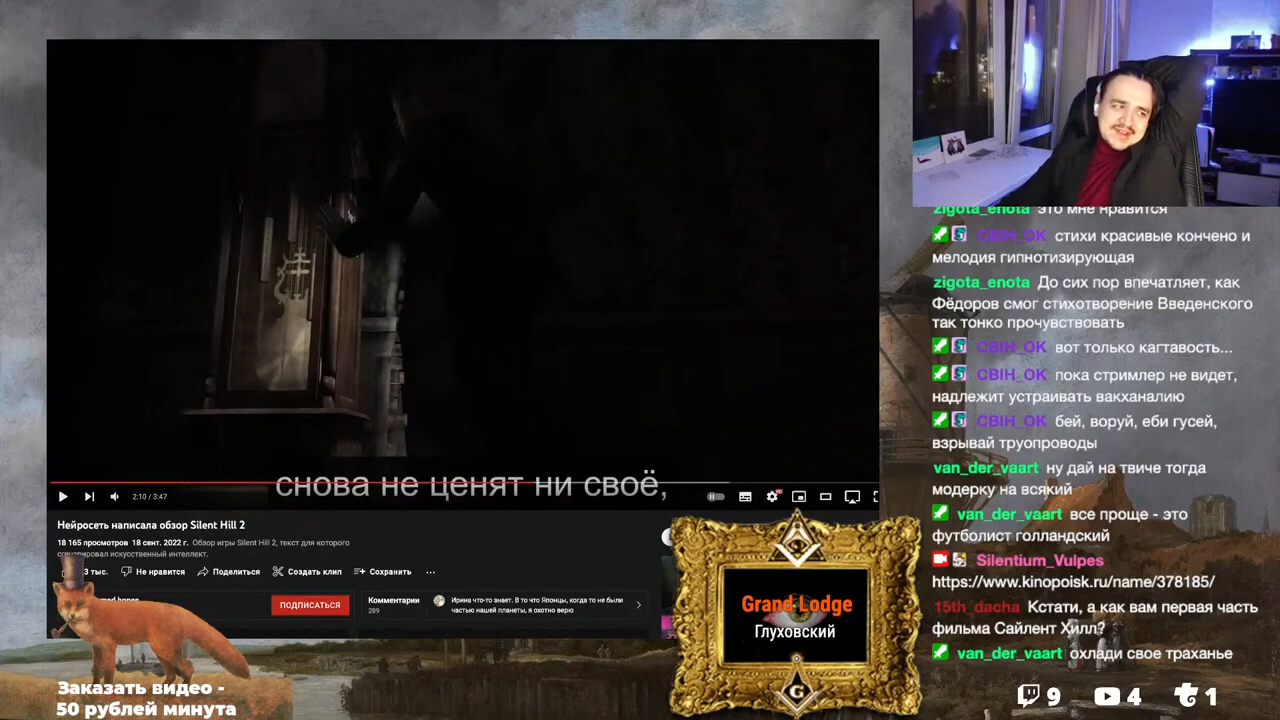 снова не ценят ни своё,
2:10 / 3:47
Нейросеть написала обзор Silent Hill 2
18 165 просмотров 18 сент. 2022 г. Обзор игры Silent Hill 2, текст для которого
сгенерировал искусственный интеллект.
3 тыс.
Не нравится
Поделиться
Создать клип
Сохранить
ПОДПИСАТЬСЯ
Комментарии
289
Ирина что-то знает. В то что Японцы, когда то не были
частью нашей планеты, я охотно верю
Заказать видео -
50 рублей минута
Grand Lodge
Глуховский
G
zigota_enota это мне нравится
CBIH_OK стихи красивые кончено и
мелодия гипнотизирующая
zigota_enota До сих пор впечатляет, как
Фёдоров смог стихотворение Введенского
так тонко прочувствовать
CBIH_OK вот только кагтавость...
CBIH_OK пока стримлер не видет,
надлежит устраивать вакханалию
CBIH_OK бей, воруй, еби гусей,
взрывай труопроводы
van_der_vaart ну дай на твиче тогда
модерку на всякий
van_der_vaart все проще - это
футболист голландский
Silentium_Vulpes
https://www.kinopoisk.ru/name/378185/
15th_dacha Кстати, а как вам первая часть
фильма Сайлент Хилл?
van_der_vaart охлади свое траханье
9
4
1